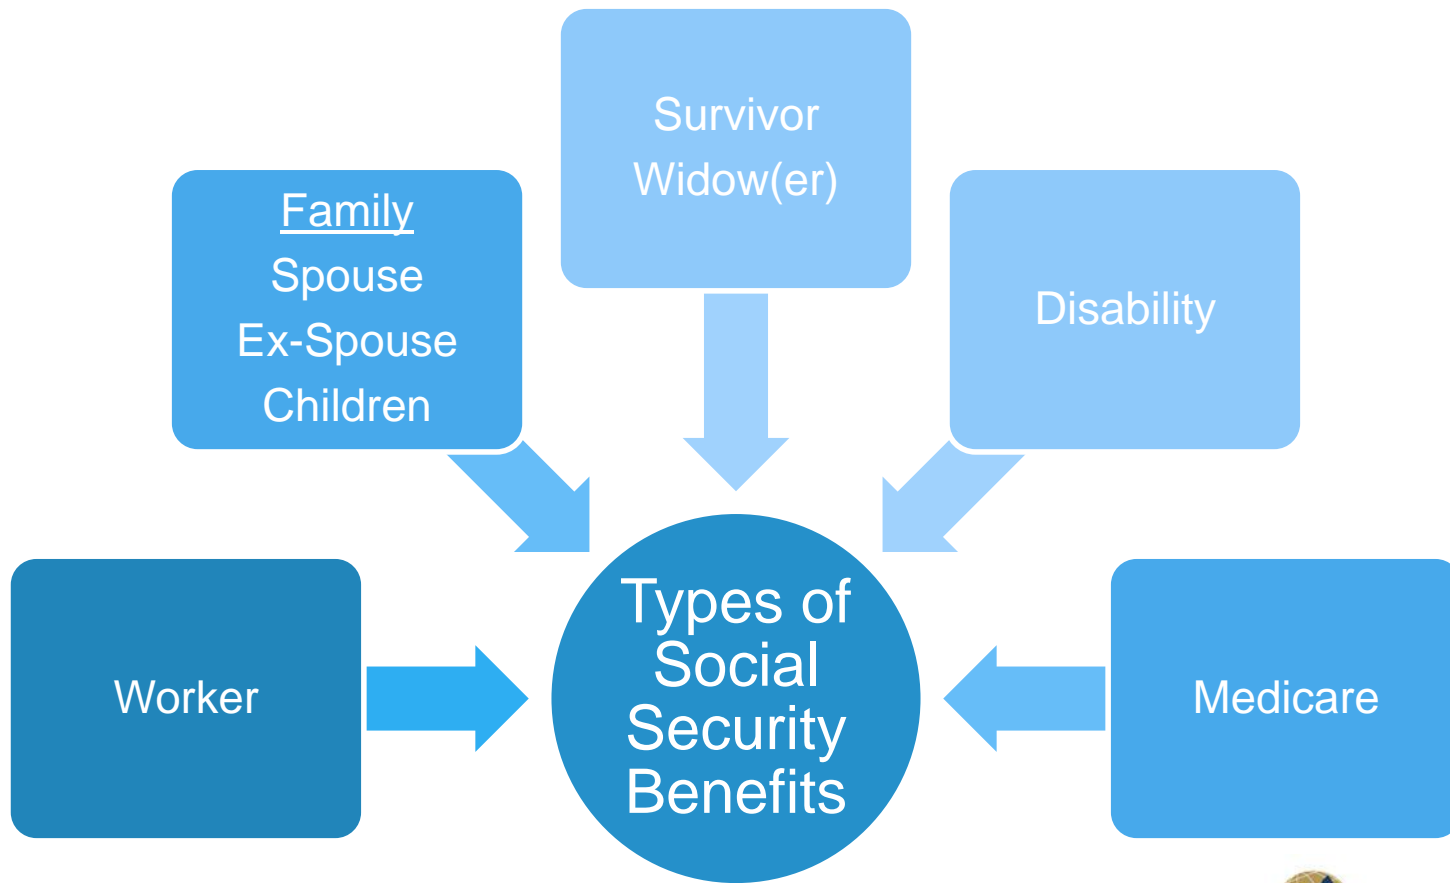 Survivor
Widow(er)
Family
Spouse
Ex-Spouse
Children
Disability
Worker
Types of
Social
Security
Benefits
Medicare